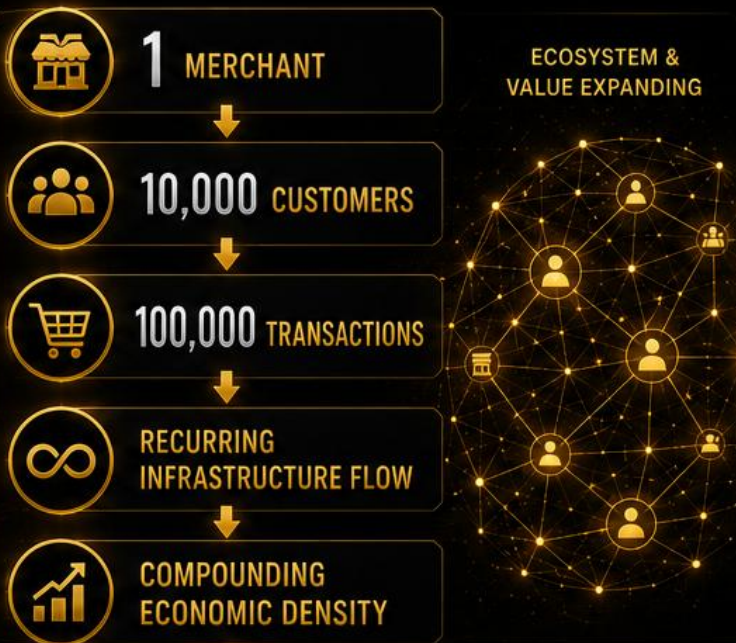 1 MERCHANT
10,000 CUSTOMERS
100,000 TRANSACTIONS
RECURRING
INFRASTRUCTURE FLOW
COMPOUNDING
ECONOMIC DENSITY
ECOSYSTEM &
VALUE EXPANDING